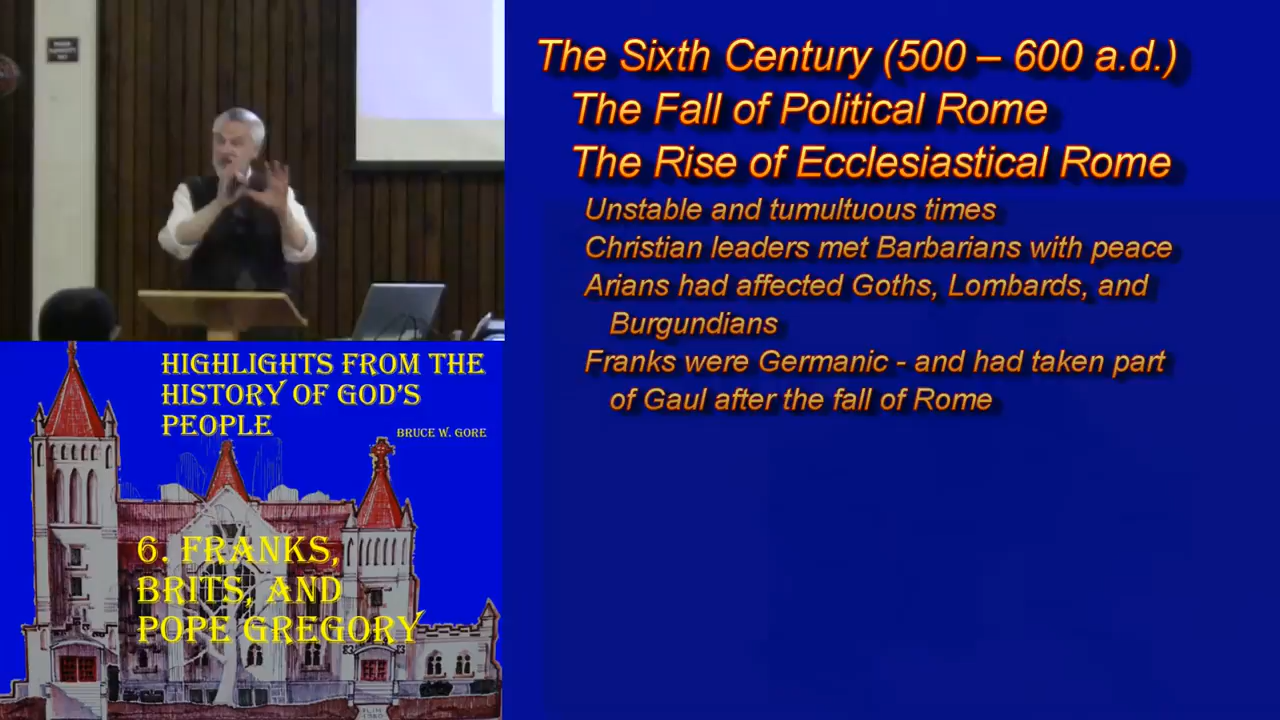 The Sixth Century (500 – 600 a.d.)
The Fall of Political Rome
The Rise of Ecclesiastical Rome
Unstable and tumultuous times
Christian leaders met Barbarians with peace
Arians had affected Goths, Lombards, and
Burgundians
Franks were Germanic - and had taken part
of Gaul after the fall of Rome
HIGHLIGHTS FROM THE
HISTORY OF GOD'S
PEOPLE
BRUCE W. GORE
6. FRANKS,
BRITS, AND
POPE GREGORY